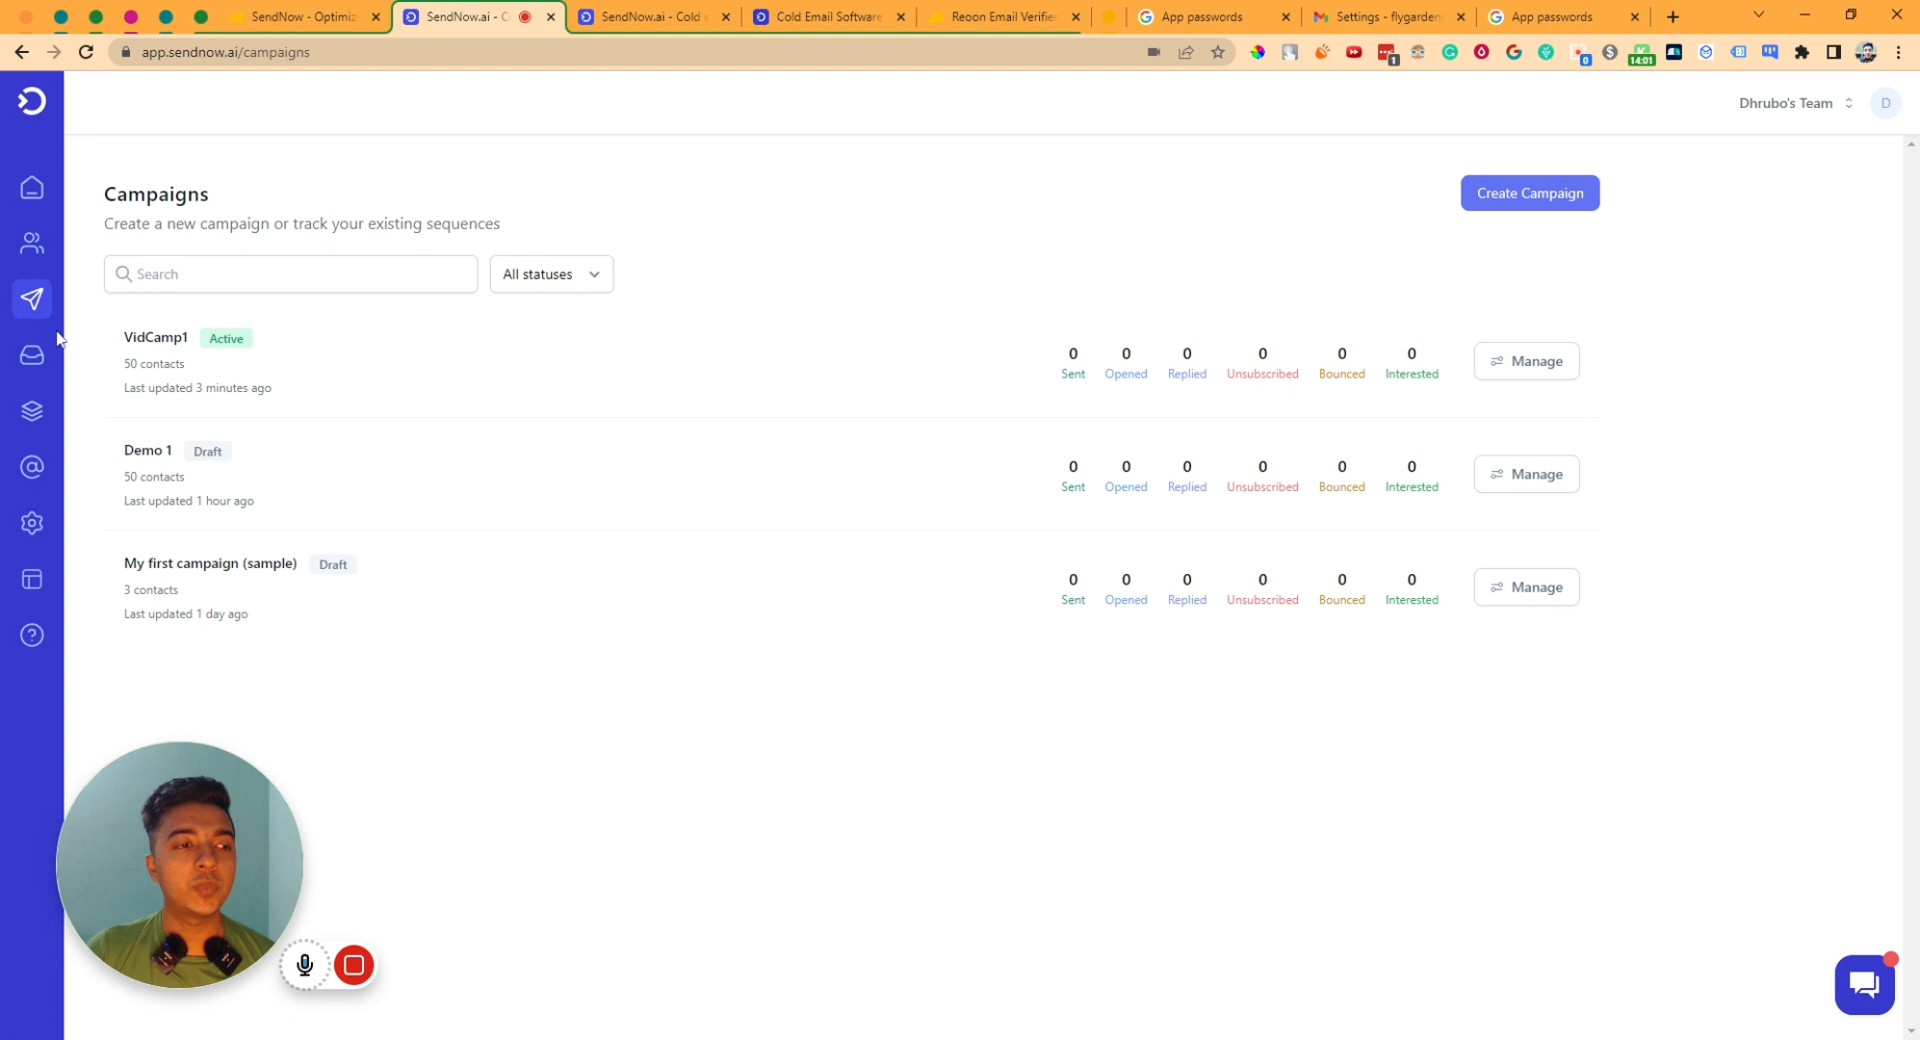 SendNow - Optimiz
SendNow.ai - C
SendNow.ai - Cold
Cold Email Software
Reoon Email Verifier
App passwords
Settings - flygarden
App passwords
app.sendnow.ai/campaigns
1
0
14:01
Dhrubo's Team
D
Campaigns
Create a new campaign or track your existing sequences
Create Campaign
Search
All statuses
VidCamp1
Active
50 contacts
Last updated 3 minutes ago
0 0 0 0 0 0
Sent Opened Replied Unsubscribed Bounced Interested
Manage
Demo 1
Draft
50 contacts
Last updated 1 hour ago
0 0 0 0 0 0
Sent Opened Replied Unsubscribed Bounced Interested
Manage
My first campaign (sample)
Draft
3 contacts
Last updated 1 day ago
0 0 0 0 0 0
Sent Opened Replied Unsubscribed Bounced Interested
Manage